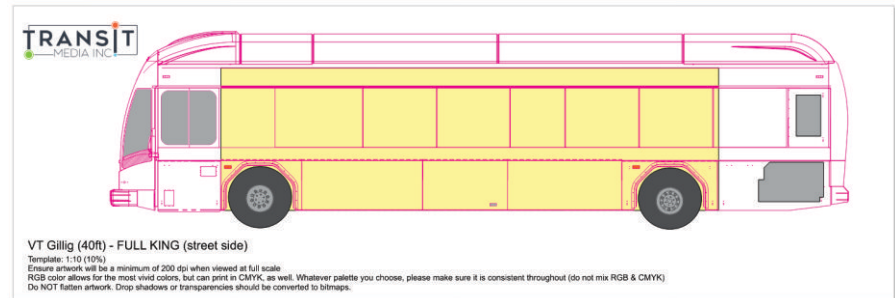 TRANSIT
MEDIA INC.
VT Gillig (40ft) - FULL KING (street side)
Template: 1:10 (10%)
Ensure artwork will be a minimum of 200 dpi when viewed at full scale
RGB color allows for the most vivid colors, but can print in CMYK, as well. Whatever palette you choose, please make sure it is consistent throughout (do not mix RGB & CMYK)
Do NOT flatten artwork. Drop shadows or transparencies should be converted to bitmaps.